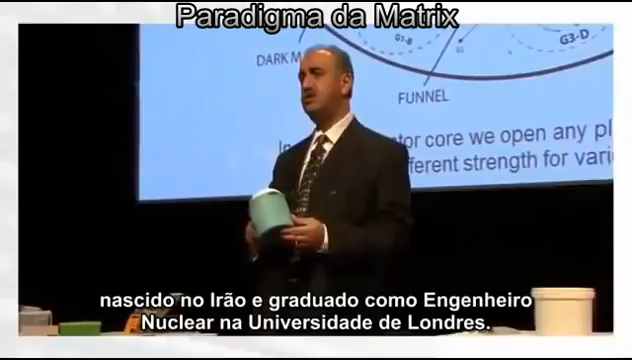 Paradigma da Matrix
G1-B
G3-D
DARK M
FUNNEL
tor core we open any pl
fferent strength for vari
nascido no Irão e graduado como Engenheiro
Nuclear na Universidade de Londres.